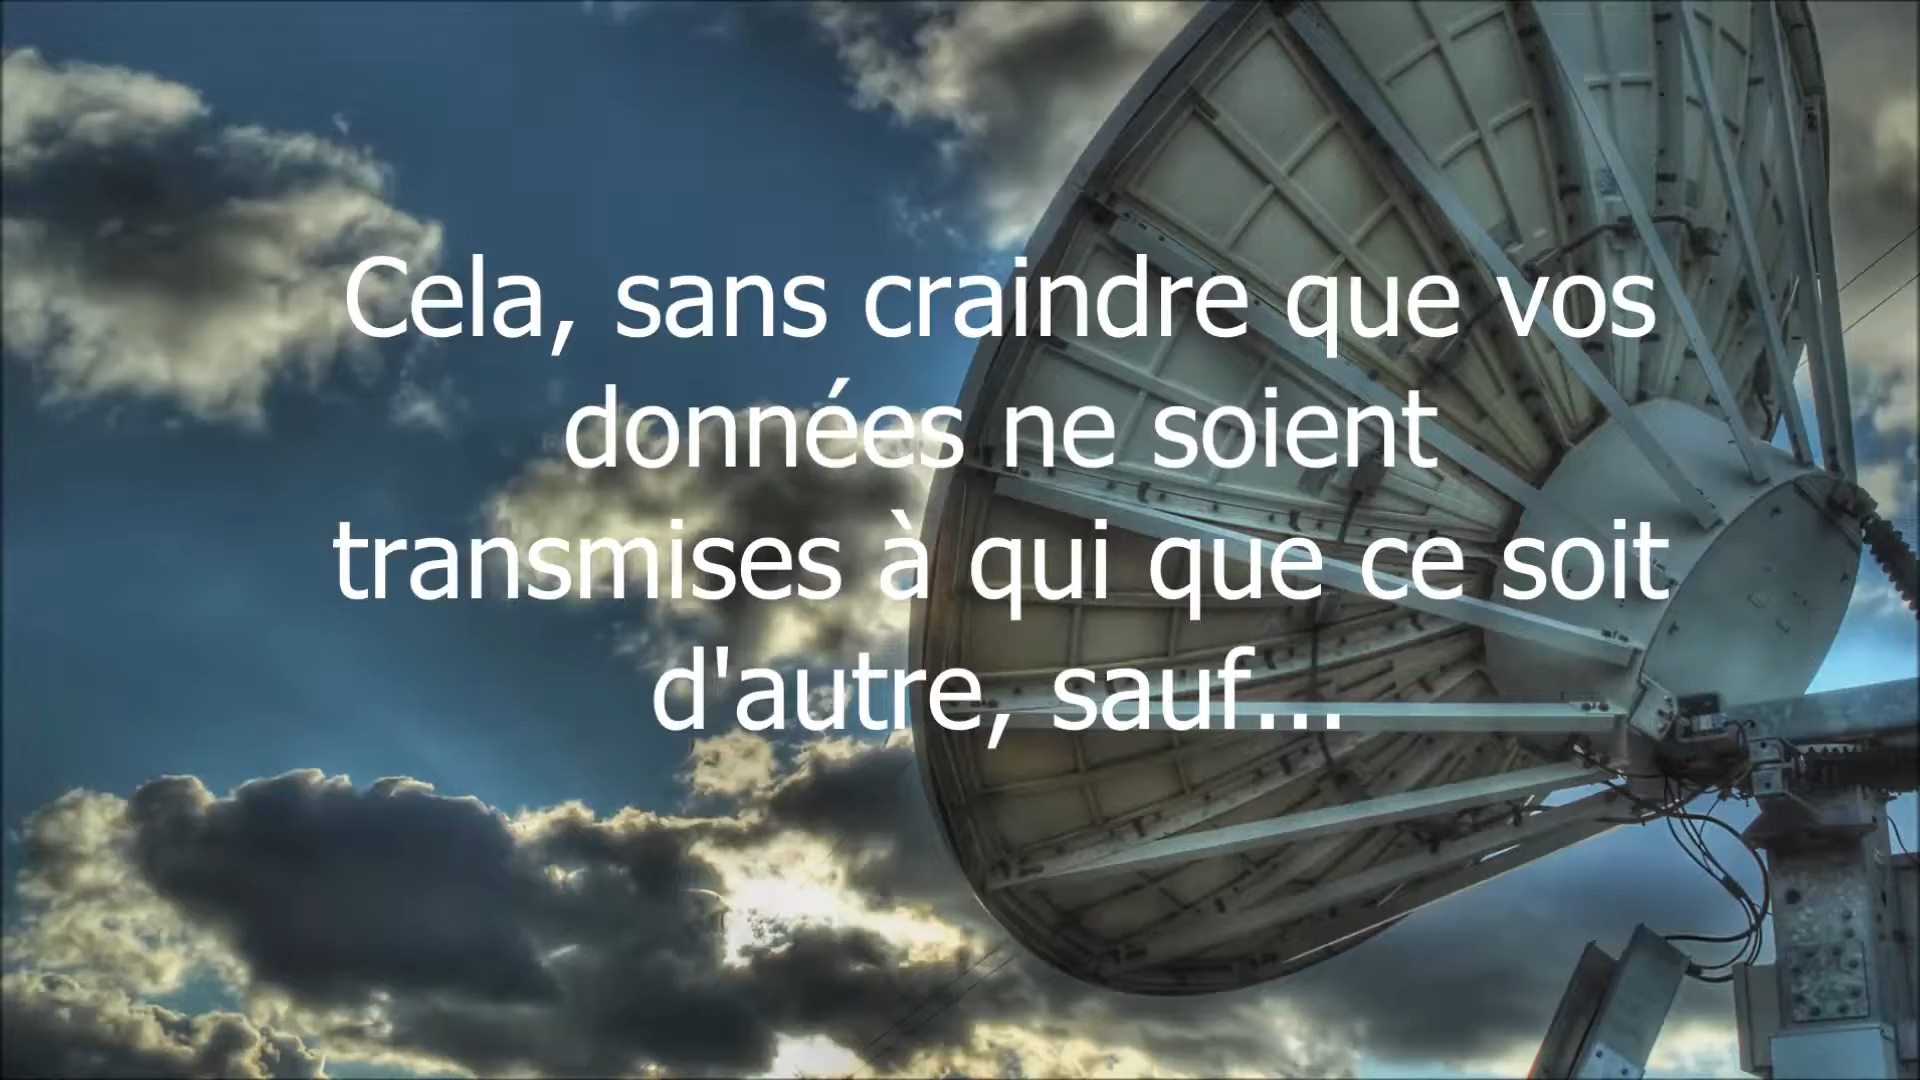 Cela, sans craindre que vos
données ne soient
transmises à qui que ce soit
d'autre, sauf...